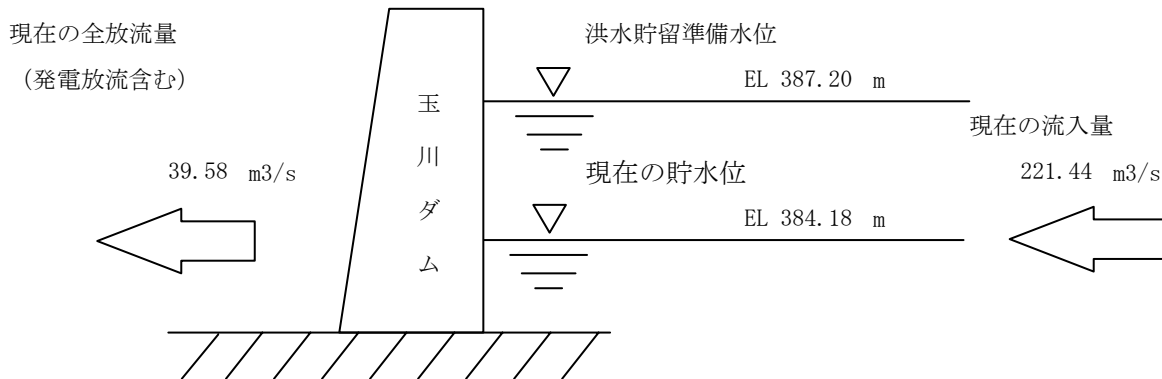 現在の全放流量
（発電放流含む）
39.58 m3/s
玉川ダム
洪水貯留準備水位
EL 387.20 m
現在の貯水位
EL 384.18 m
現在の流入量
221.44 m3/s